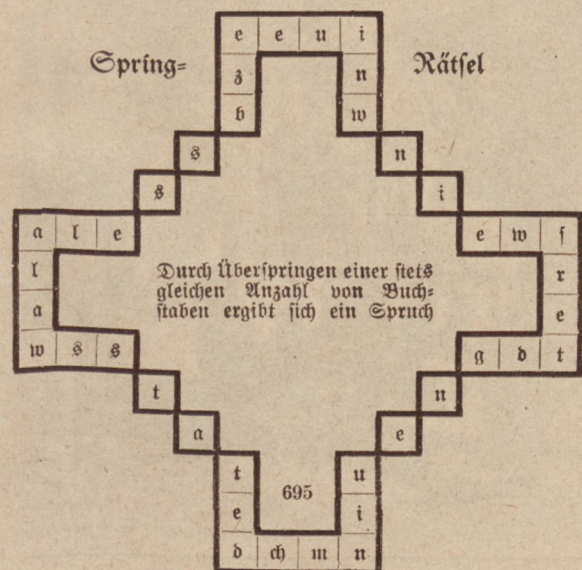 e e u i
Spring= Rätſel
z n
b w
s n
s i
a l e e w ſ
l r
a e
w s s g d t
Durch Überſpringen einer ſtets
gleichen Anzahl von Buch=
ſtaben ergibt ſich ein Spruch
t n
a e
t u
695
e i
d ch m n